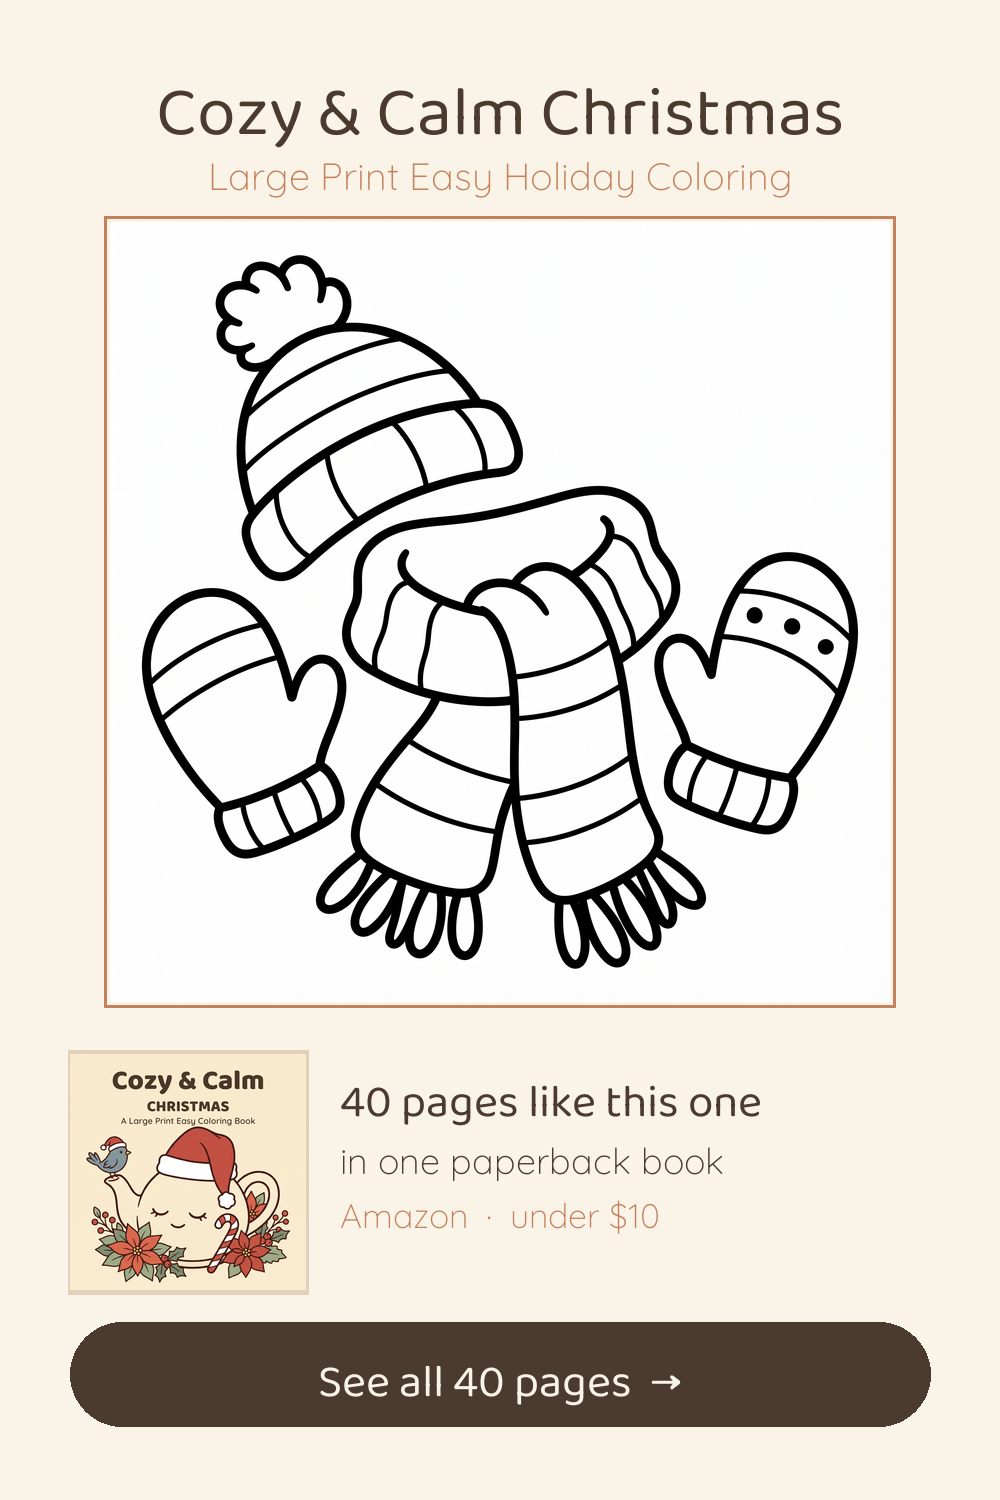 Cozy & Calm Christmas
Large Print Easy Holiday Coloring
Cozy & Calm
CHRISTMAS
A Large Print Easy Coloring Book
40 pages like this one
in one paperback book
Amazon · under $10
See all 40 pages →